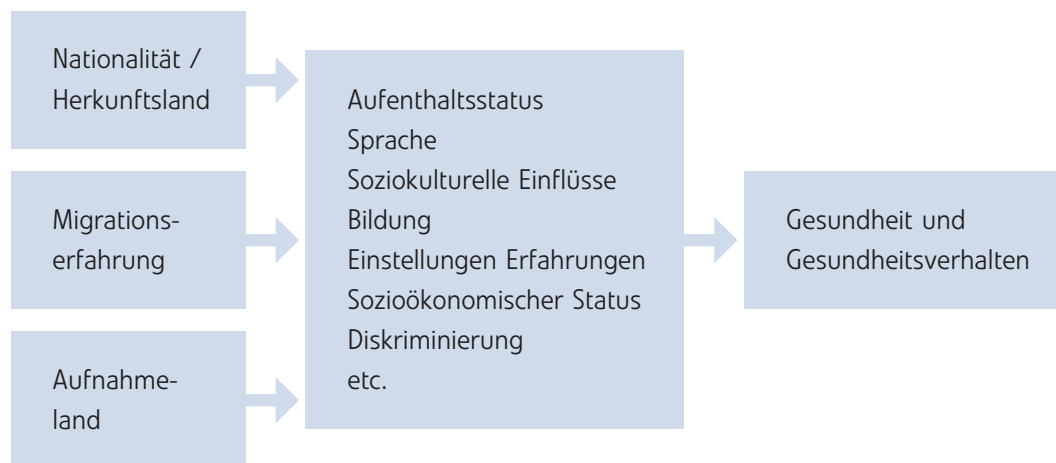 Nationalität /
Herkunftsland
Migrations-
erfahrung
Aufnahme-
land
Aufenthaltsstatus
Sprache
Soziokulturelle Einflüsse
Bildung
Einstellungen Erfahrungen
Sozioökonomischer Status
Diskriminierung
etc.
Gesundheit und
Gesundheitsverhalten